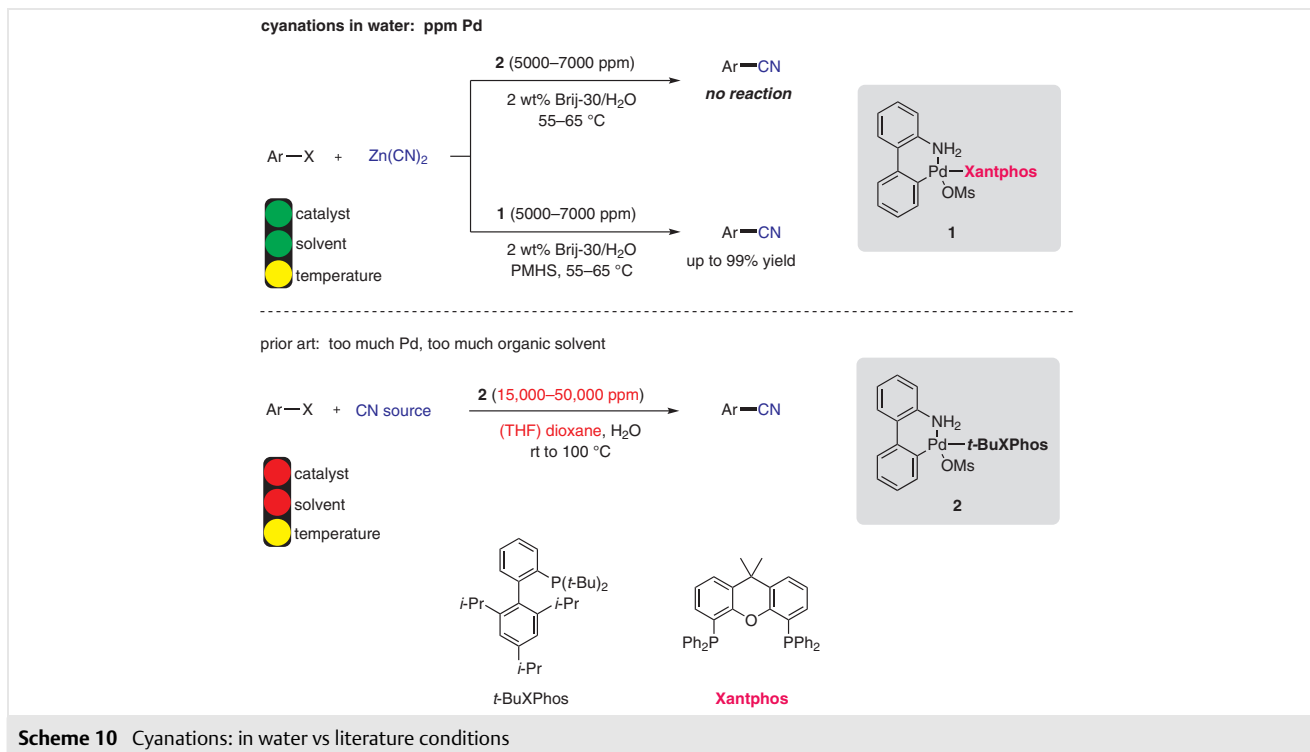 cyanations in water: ppm Pd
2 (5000–7000 ppm)
2 wt% Brij-30/H2O
55–65 °C
Ar—CN
no reaction
Ar—X + Zn(CN)2
catalyst
solvent
temperature
1 (5000–7000 ppm)
2 wt% Brij-30/H2O
PMHS, 55–65 °C
Ar—CN
up to 99% yield
NH2
Pd—Xantphos
OMs
1
prior art: too much Pd, too much organic solvent
Ar—X + CN source
2 (15,000–50,000 ppm)
(THF) dioxane, H2O
rt to 100 °C
Ar—CN
catalyst
solvent
temperature
NH2
Pd—t-BuXPhos
OMs
2
P(t-Bu)2
i-Pr i-Pr
i-Pr
t-BuXPhos
O
Ph2P PPh2
Xantphos
Scheme 10 Cyanations: in water vs literature conditions